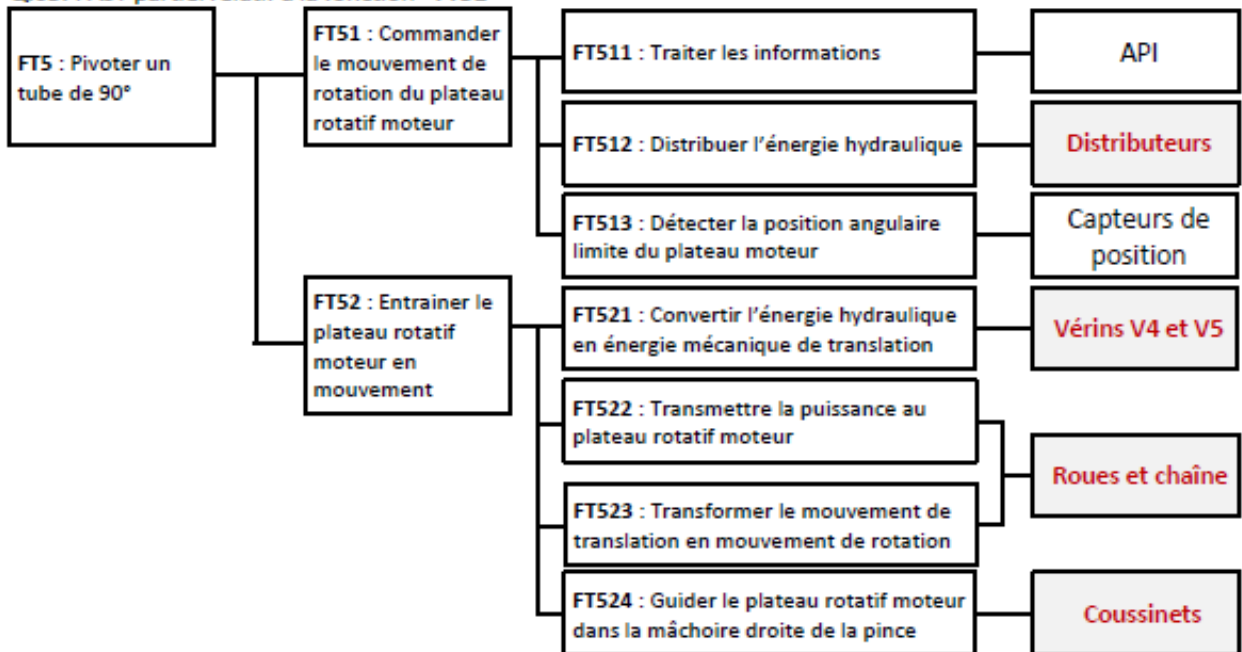 FT5 : Pivoter un
tube de 90°
FT51 : Commander
le mouvement de
rotation du plateau
rotatif moteur
FT511 : Traiter les informations
API
FT512 : Distribuer l'énergie hydraulique
Distributeurs
FT513 : Détecter la position angulaire
limite du plateau moteur
Capteurs de
position
FT52 : Entrainer le
plateau rotatif
moteur en
mouvement
FT521 : Convertir l'énergie hydraulique
en énergie mécanique de translation
Vérins V4 et V5
FT522 : Transmettre la puissance au
plateau rotatif moteur
FT523 : Transformer le mouvement de
translation en mouvement de rotation
Roues et chaîne
FT524 : Guider le plateau rotatif moteur
dans la mâchoire droite de la pince
Coussinets